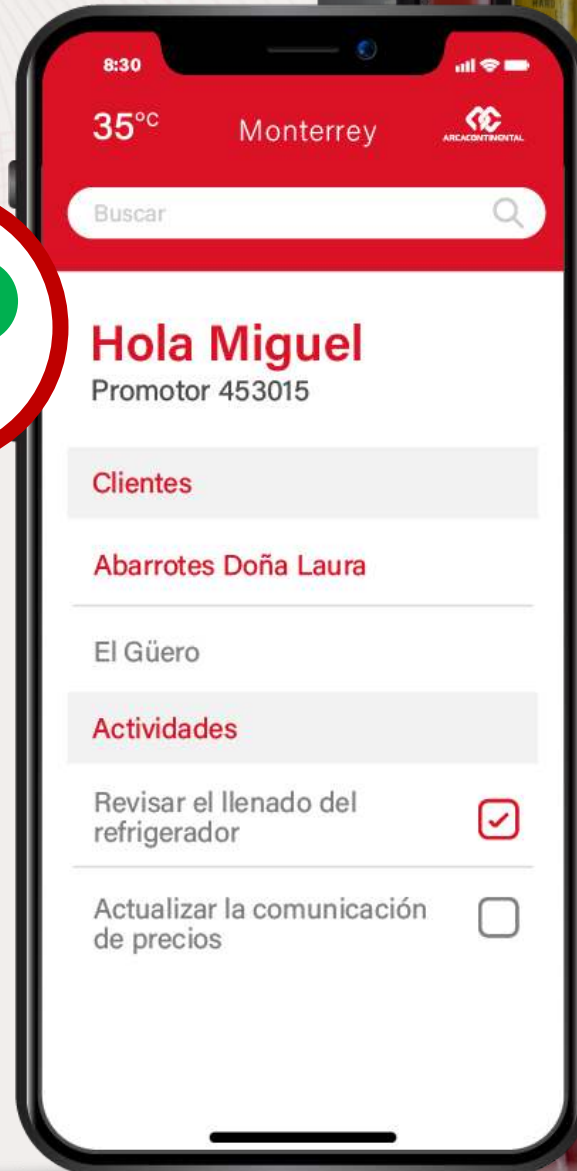 8:30
35°C Monterrey ARCACONTINENTAL
Buscar
Hola Miguel
Promotor 453015
Clientes
Abarrotes Doña Laura
El Güero
Actividades
Revisar el llenado del
refrigerador
Actualizar la comunicación
de precios